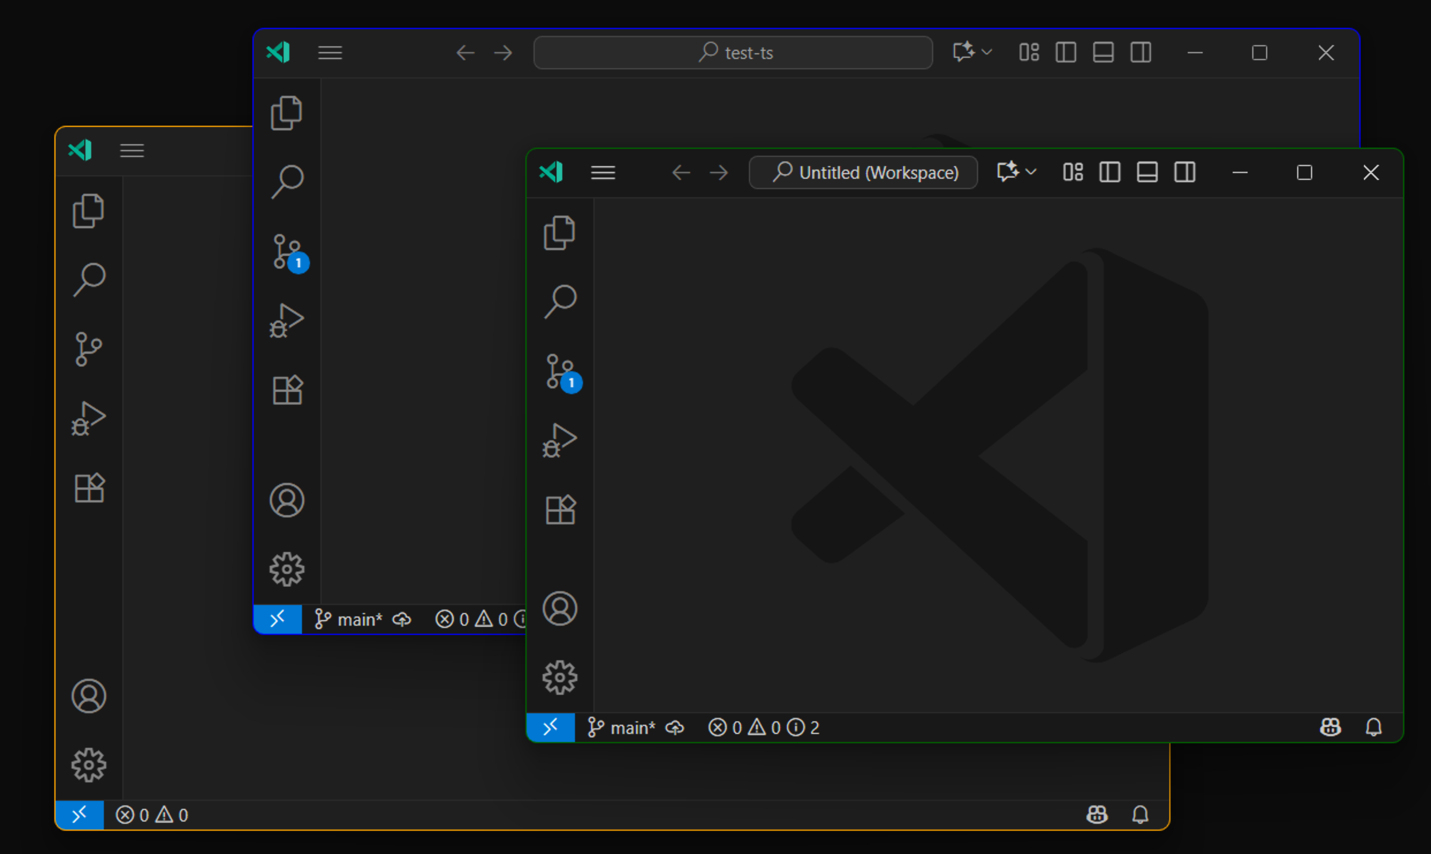 test-ts
Untitled (Workspace)
1
1
main* 0 0
main* 0 0 2
0 0